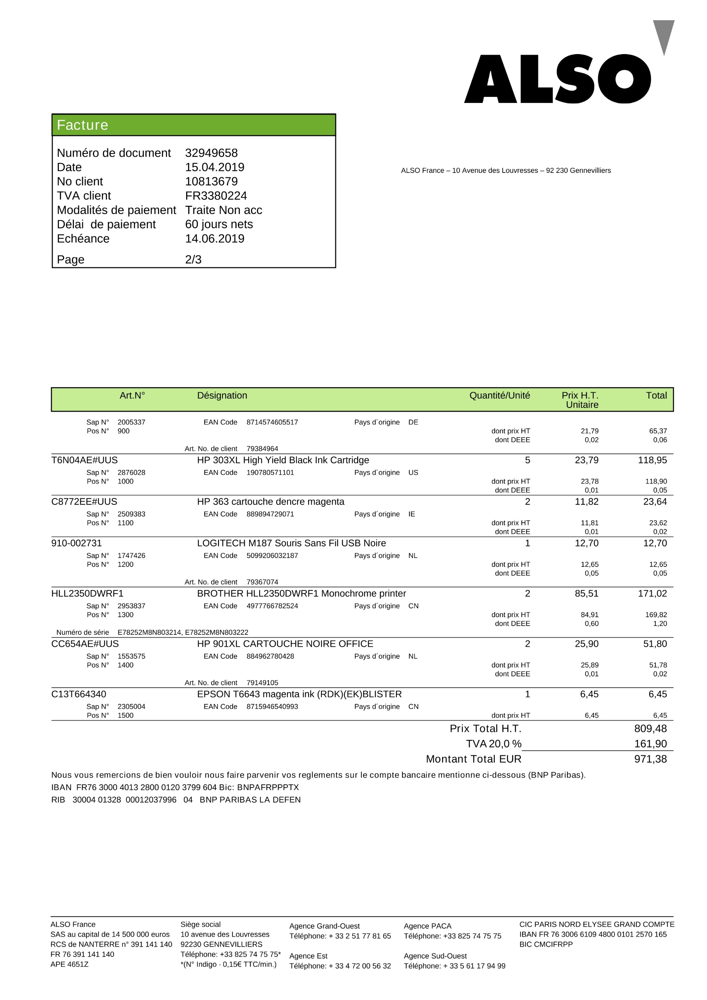 ALSO
Facture
Numéro de document 32949658
Date 15.04.2019
No client 10813679
TVA client FR3380224
Modalités de paiement Traite Non acc
Délai de paiement 60 jours nets
Echéance 14.06.2019
Page 2/3
ALSO France – 10 Avenue des Louvresses – 92 230 Gennevilliers
Art.N° Désignation Quantité/Unité Prix H.T. Total
Unitaire
Sap N° 2005337 EAN Code 8714574605517 Pays d´origine DE
Pos N° 900 dont prix HT 21,79 65,37
dont DEEE 0,02 0,06
Art. No. de client 79384964
T6N04AE#UUS HP 303XL High Yield Black Ink Cartridge 5 23,79 118,95
Sap N° 2876028 EAN Code 190780571101 Pays d´origine US
Pos N° 1000 dont prix HT 23,78 118,90
dont DEEE 0,01 0,05
C8772EE#UUS HP 363 cartouche dencre magenta 2 11,82 23,64
Sap N° 2509383 EAN Code 889894729071 Pays d´origine IE
Pos N° 1100 dont prix HT 11,81 23,62
dont DEEE 0,01 0,02
910-002731 LOGITECH M187 Souris Sans Fil USB Noire 1 12,70 12,70
Sap N° 1747426 EAN Code 5099206032187 Pays d´origine NL
Pos N° 1200 dont prix HT 12,65 12,65
dont DEEE 0,05 0,05
Art. No. de client 79367074
HLL2350DWRF1 BROTHER HLL2350DWRF1 Monochrome printer 2 85,51 171,02
Sap N° 2953837 EAN Code 4977766782524 Pays d´origine CN
Pos N° 1300 dont prix HT 84,91 169,82
dont DEEE 0,60 1,20
Numéro de série E78252M8N803214, E78252M8N803222
CC654AE#UUS HP 901XL CARTOUCHE NOIRE OFFICE 2 25,90 51,80
Sap N° 1553575 EAN Code 884962780428 Pays d´origine NL
Pos N° 1400 dont prix HT 25,89 51,78
dont DEEE 0,01 0,02
Art. No. de client 79149105
C13T664340 EPSON T6643 magenta ink (RDK)(EK)BLISTER 1 6,45 6,45
Sap N° 2305004 EAN Code 8715946540993 Pays d´origine CN
Pos N° 1500 dont prix HT 6,45 6,45
Prix Total H.T. 809,48
TVA 20,0 % 161,90
Montant Total EUR 971,38
Nous vous remercions de bien vouloir nous faire parvenir vos reglements sur le compte bancaire mentionne ci-dessous (BNP Paribas).
IBAN FR76 3000 4013 2800 0120 3799 604 Bic: BNPAFRPPPTX
RIB 30004 01328 00012037996 04 BNP PARIBAS LA DEFEN
ALSO France
SAS au capital de 14 500 000 euros
RCS de NANTERRE n° 391 141 140
FR 76 391 141 140
APE 4651Z
Siège social
10 avenue des Louvresses
92230 GENNEVILLIERS
Téléphone: +33 825 74 75 75*
*(N° Indigo · 0,15€ TTC/min.)
Agence Grand-Ouest
Téléphone: + 33 2 51 77 81 65
Agence Est
Téléphone: + 33 4 72 00 56 32
Agence PACA
Téléphone: +33 825 74 75 75
Agence Sud-Ouest
Téléphone: + 33 5 61 17 94 99
CIC PARIS NORD ELYSEE GRAND COMPTE
IBAN FR 76 3006 6109 4800 0101 2570 165
BIC CMCIFRPP